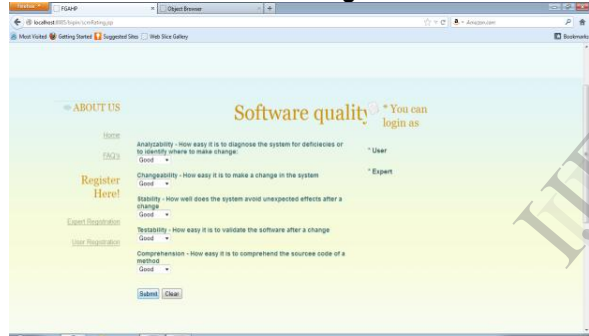 Firefox
FGAHP
Object Browser
Amazon.com
Most Visited Getting Started Suggested Sites Web Slice Gallery
Bookmarks
ABOUT US
Home
FAQ's
Register
Here!
Expert Registration
User Registration
Software quality
Analyzability - How easy it is to diagnose the system for deficiecies or
to identify where to make change:
Good
Changeability - How easy it is to make a change in the system
Good
Stability - How well does the system avoid unexpected effects after a
change
Good
Testability - How easy it is to validate the software after a change
Good
Comprehension - How easy it is to comprehend the sourcee code of a
method
Good
Submit Clear
* You can
login as
* User
* Expert